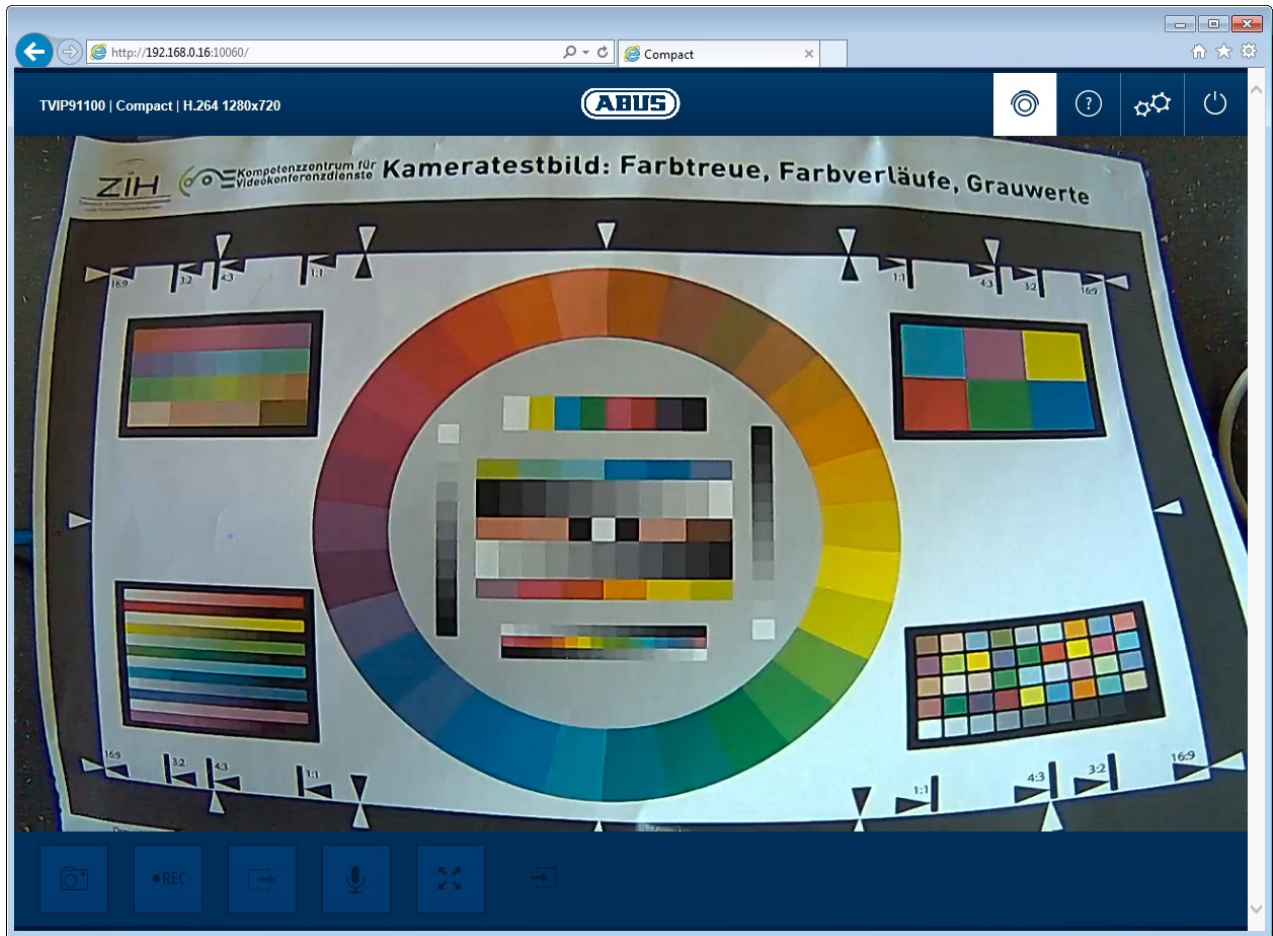 http://192.168.0.16:10060/
Compact
TVIP91100 | Compact | H.264 1280x720
ABUS
?
ZIH
Kompetenzzentrum für
Videokonferenzdienste
Kameratestbild: Farbtreue, Farbverläufe, Grauwerte
16:9 3:2 4:3 1:1 1:1 4:3 3:2 16:9
16:9 3:2 4:3 1:1 1:1 4:3 3:2 16:9
REC